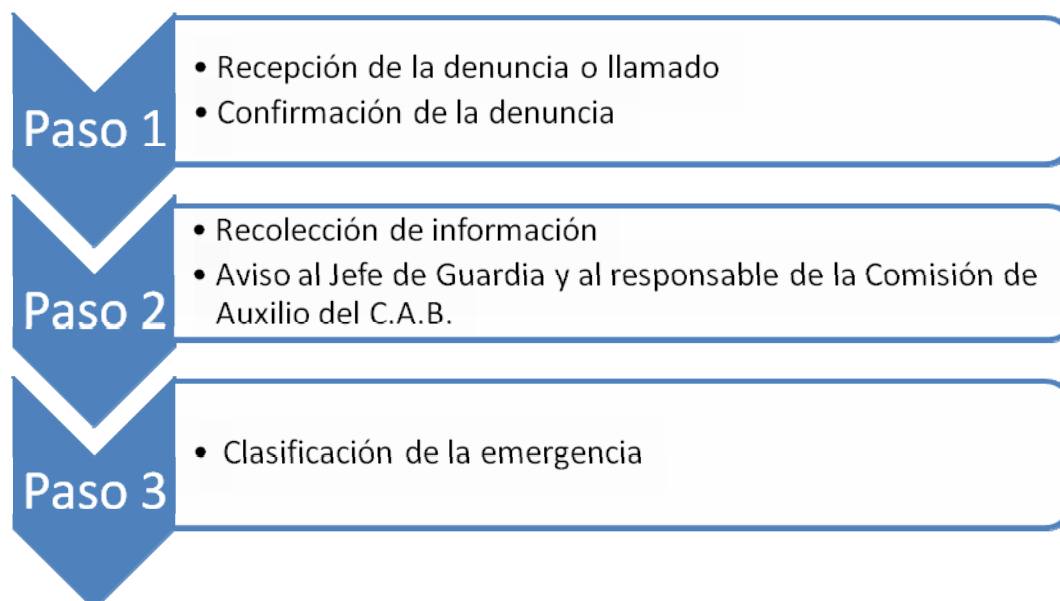 Paso 1
• Recepción de la denuncia o llamado
• Confirmación de la denuncia
Paso 2
• Recolección de información
• Aviso al Jefe de Guardia y al responsable de la Comisión de
Auxilio del C.A.B.
Paso 3
• Clasificación de la emergencia